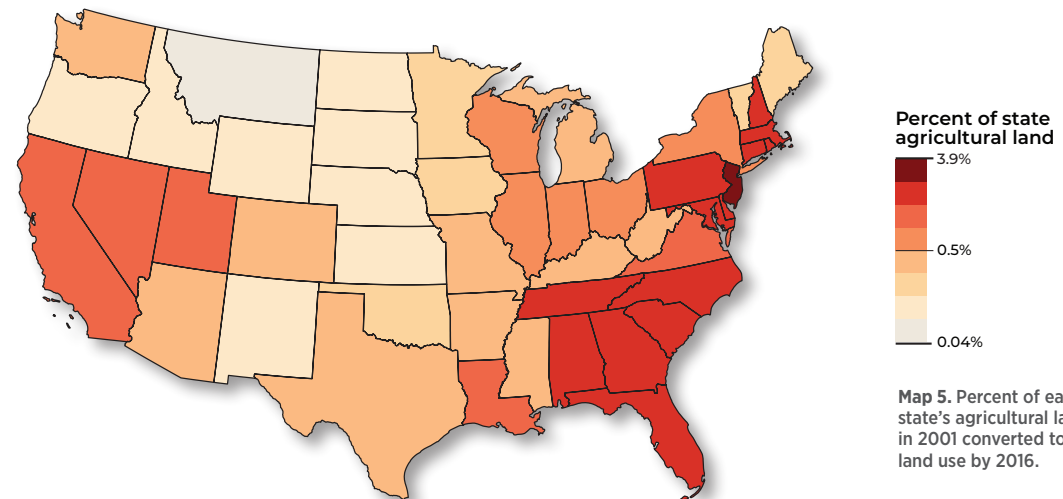 Percent of state
agricultural land
3.9%
0.5%
0.04%
Map 5. Percent of ea
state's agricultural la
in 2001 converted to
land use by 2016.